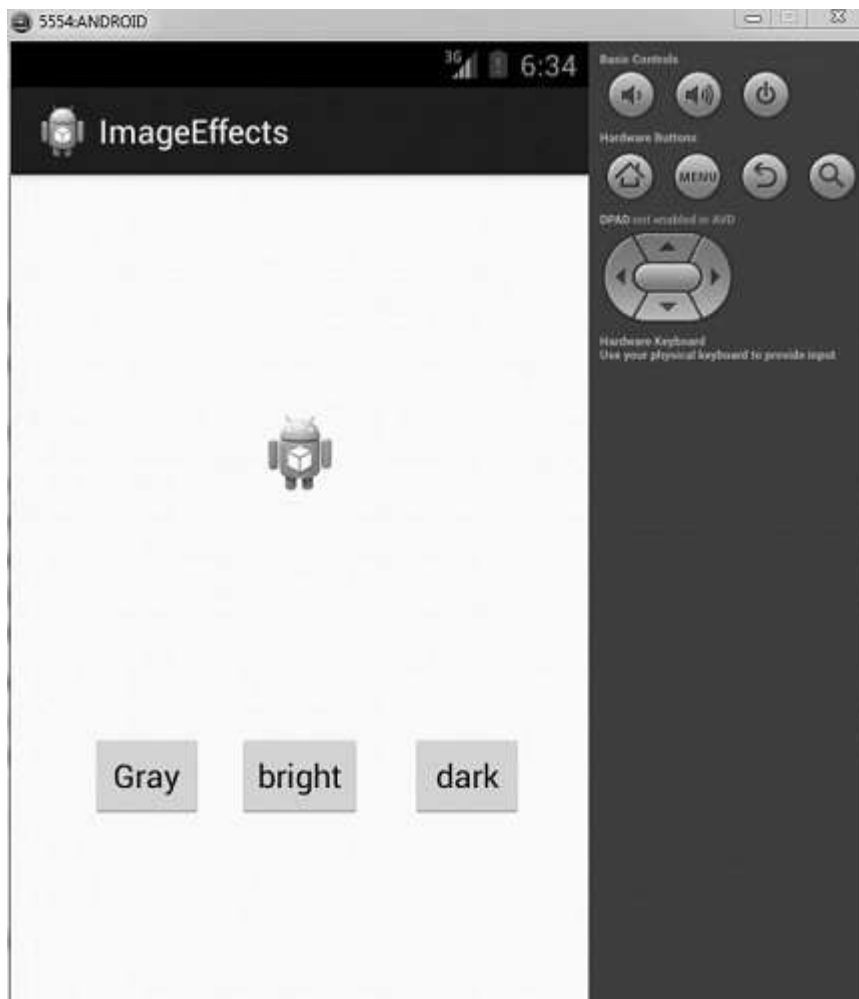 5554:ANDROID
3G 6:34
ImageEffects
Gray
bright
dark
Basic Controls
Hardware Buttons
MENU
DPAD not enabled in AVD
Hardware Keyboard
Use your physical keyboard to provide input